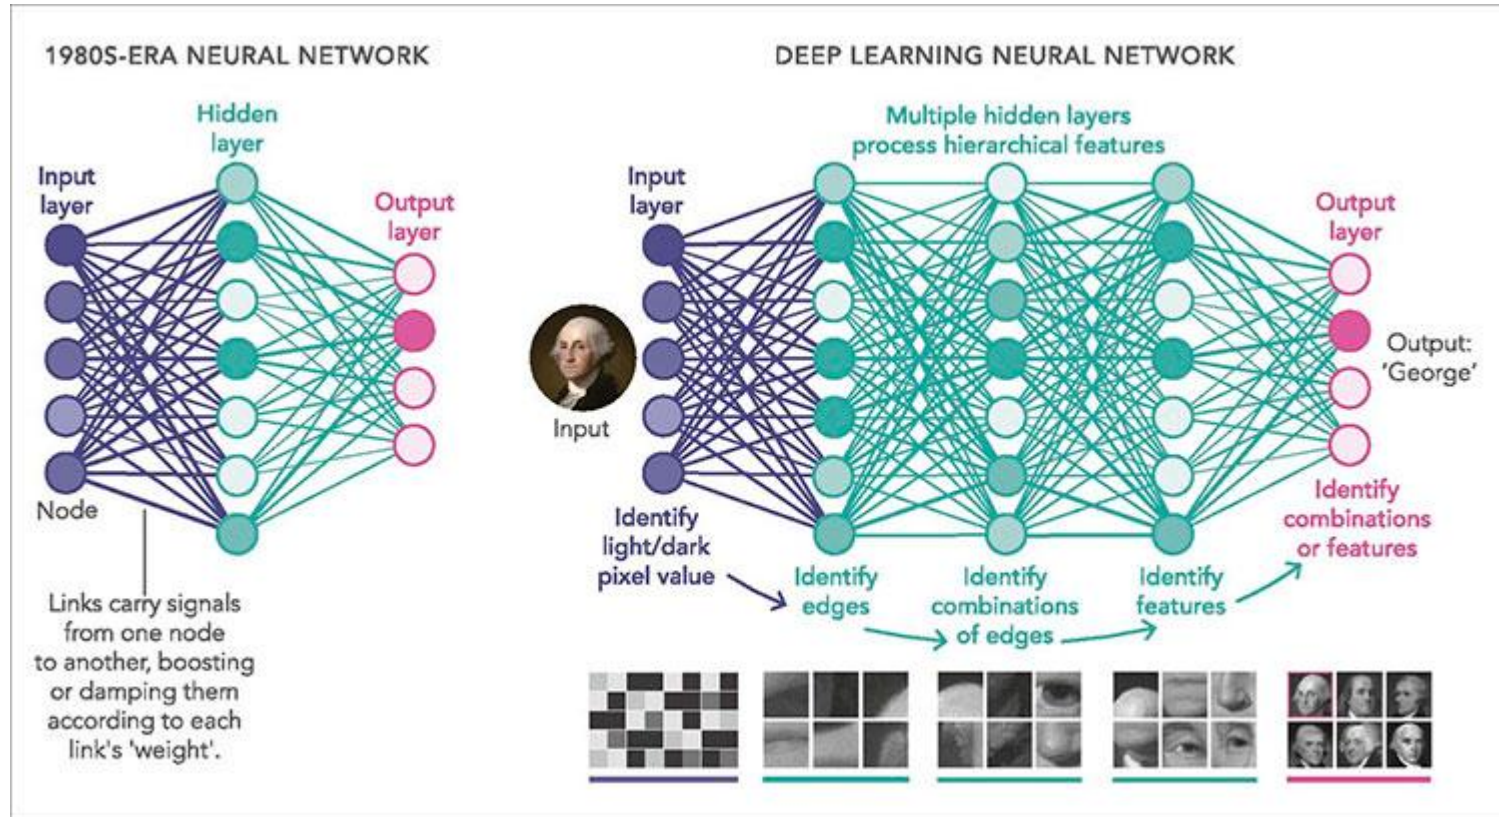 1980S-ERA NEURAL NETWORK
Hidden
layer
Input
layer
Output
layer
Node
Links carry signals
from one node
to another, boosting
or damping them
according to each
link's 'weight'.
DEEP LEARNING NEURAL NETWORK
Multiple hidden layers
process hierarchical features
Input
layer
Output
layer
Input
Output:
'George'
Identify
light/dark
pixel value
Identify
edges
Identify
combinations
of edges
Identify
features
Identify
combinations
or features